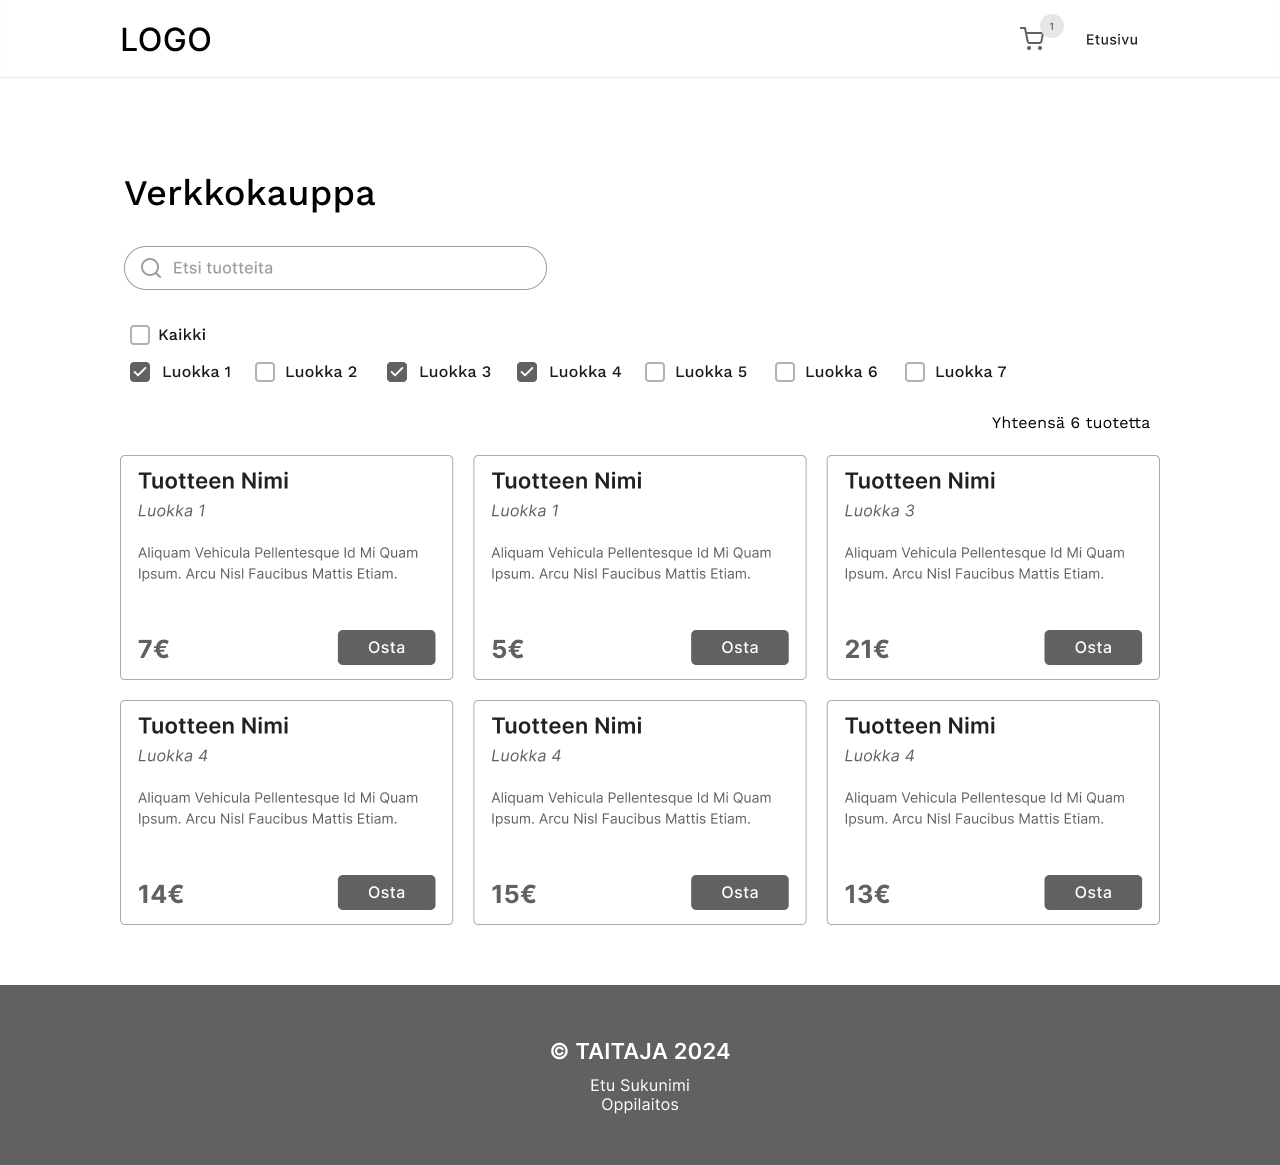 LOGO
1
Etusivu
Verkkokauppa
Etsi tuotteita
Kaikki
Luokka 1 Luokka 2 Luokka 3 Luokka 4 Luokka 5 Luokka 6 Luokka 7
Yhteensä 6 tuotetta
Tuotteen Nimi
Luokka 1
Aliquam Vehicula Pellentesque Id Mi Quam
Ipsum. Arcu Nisl Faucibus Mattis Etiam.
7€
Osta
Tuotteen Nimi
Luokka 1
Aliquam Vehicula Pellentesque Id Mi Quam
Ipsum. Arcu Nisl Faucibus Mattis Etiam.
5€
Osta
Tuotteen Nimi
Luokka 3
Aliquam Vehicula Pellentesque Id Mi Quam
Ipsum. Arcu Nisl Faucibus Mattis Etiam.
21€
Osta
Tuotteen Nimi
Luokka 4
Aliquam Vehicula Pellentesque Id Mi Quam
Ipsum. Arcu Nisl Faucibus Mattis Etiam.
14€
Osta
Tuotteen Nimi
Luokka 4
Aliquam Vehicula Pellentesque Id Mi Quam
Ipsum. Arcu Nisl Faucibus Mattis Etiam.
15€
Osta
Tuotteen Nimi
Luokka 4
Aliquam Vehicula Pellentesque Id Mi Quam
Ipsum. Arcu Nisl Faucibus Mattis Etiam.
13€
Osta
© TAITAJA 2024
Etu Sukunimi
Oppilaitos